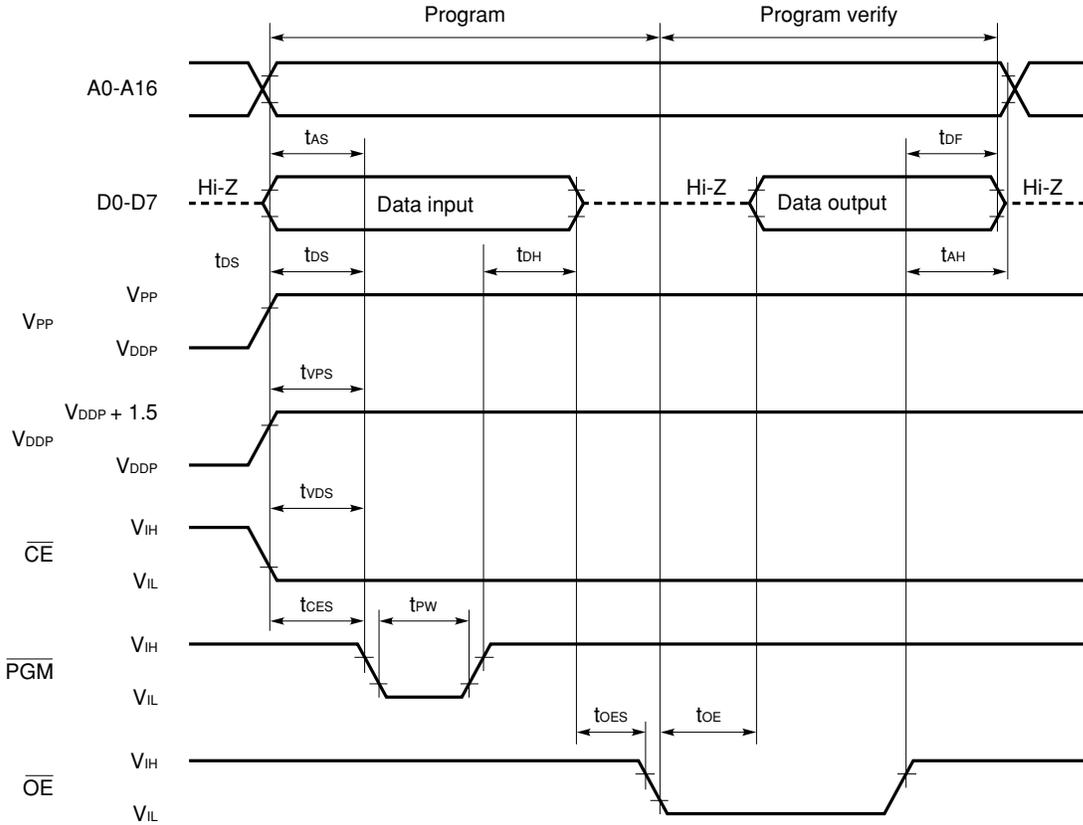 Program Program verify
A0-A16
tAS tDF
Hi-Z Hi-Z Hi-Z
D0-D7 Data input Data output
tDS tDS tDH tAH
VPP
VPP
VDDP
tVPS
VDDP + 1.5
VDDP
VDDP
tVDS
VIH
CE
VIL
tCES tPW
VIH
PGM
VIL
tOES tOE
VIH
OE
VIL